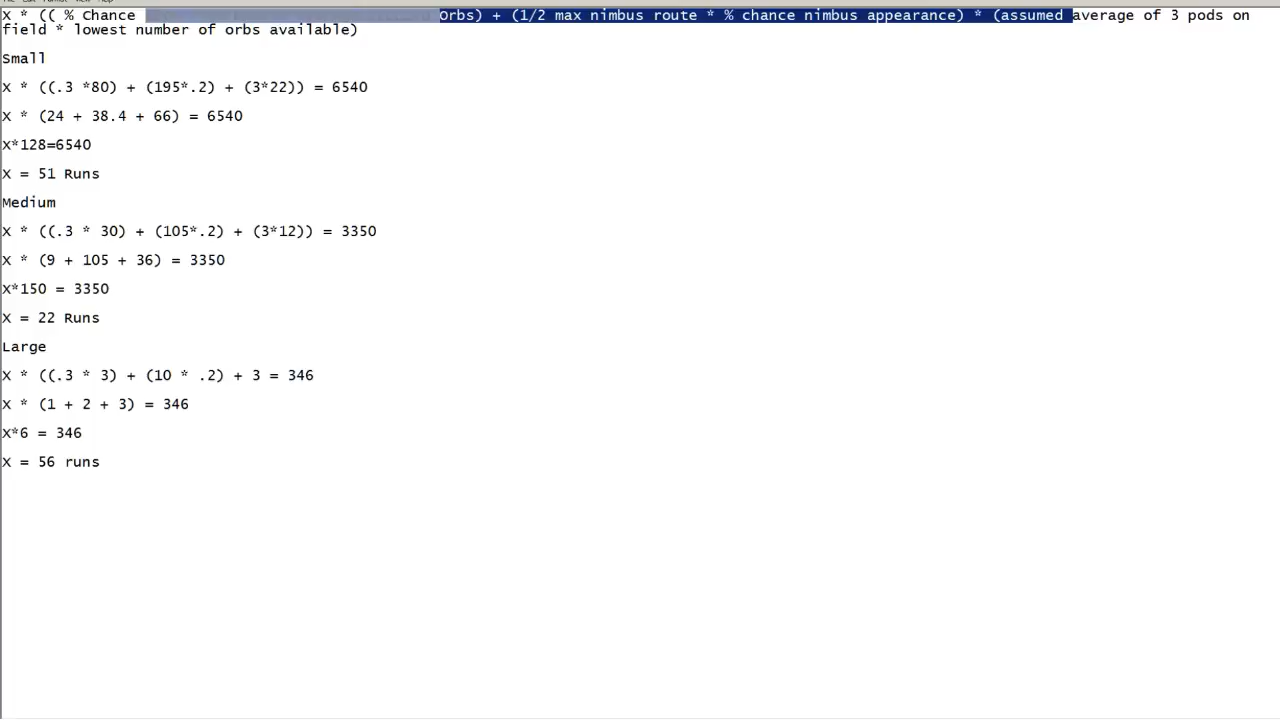 X * (( % Chance Orbs) + (1/2 max nimbus route * % chance nimbus appearance) * (assumed average of 3 pods on
field * lowest number of orbs available)
Small
X * ((.3 *80) + (195*.2) + (3*22)) = 6540
X * (24 + 38.4 + 66) = 6540
X*128=6540
X = 51 Runs
Medium
X * ((.3 * 30) + (105*.2) + (3*12)) = 3350
X * (9 + 105 + 36) = 3350
X*150 = 3350
X = 22 Runs
Large
X * ((.3 * 3) + (10 * .2) + 3 = 346
X * (1 + 2 + 3) = 346
X*6 = 346
X = 56 runs